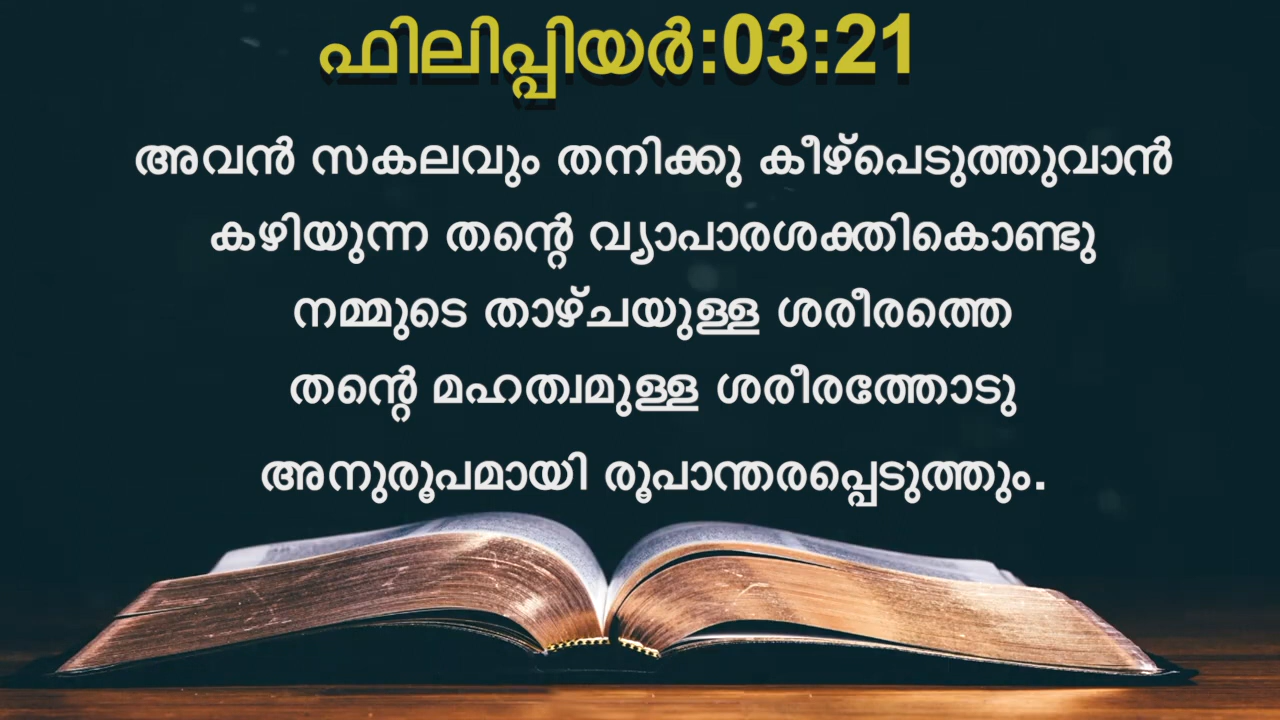 ഫിലിപ്പിയർ:03:21
അവൻ സകലവും തനിക്കു കീഴ്പെടുത്തുവാൻ
കഴിയുന്ന തന്റെ വ്യാപാരശക്തികൊണ്ടു
നമ്മുടെ താഴ്ചയുള്ള ശരീരത്തെ
തന്റെ മഹത്വമുള്ള ശരീരത്തോടു
അനുരൂപമായി രൂപാന്തരപ്പെടുത്തും.